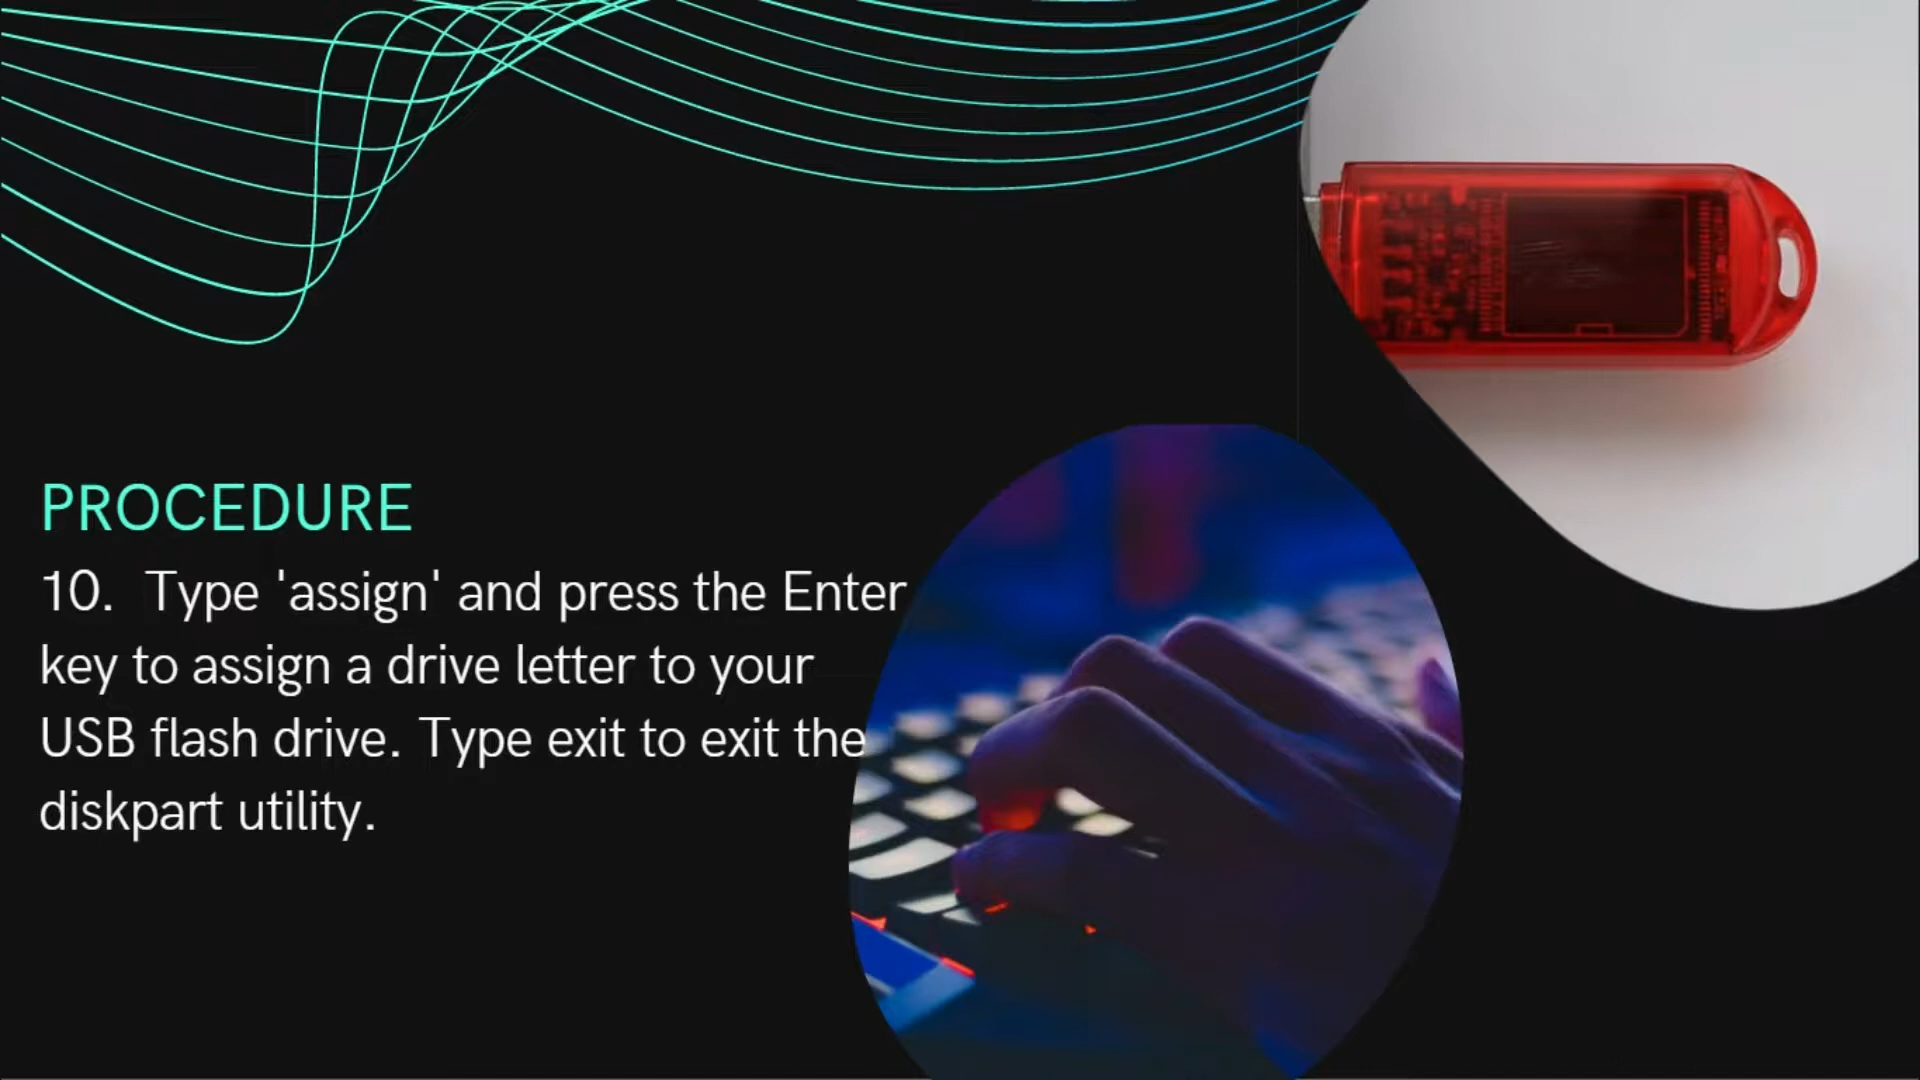 PROCEDURE
10.  Type 'assign' and press the Enter
key to assign a drive letter to your
USB flash drive. Type exit to exit the
diskpart utility.